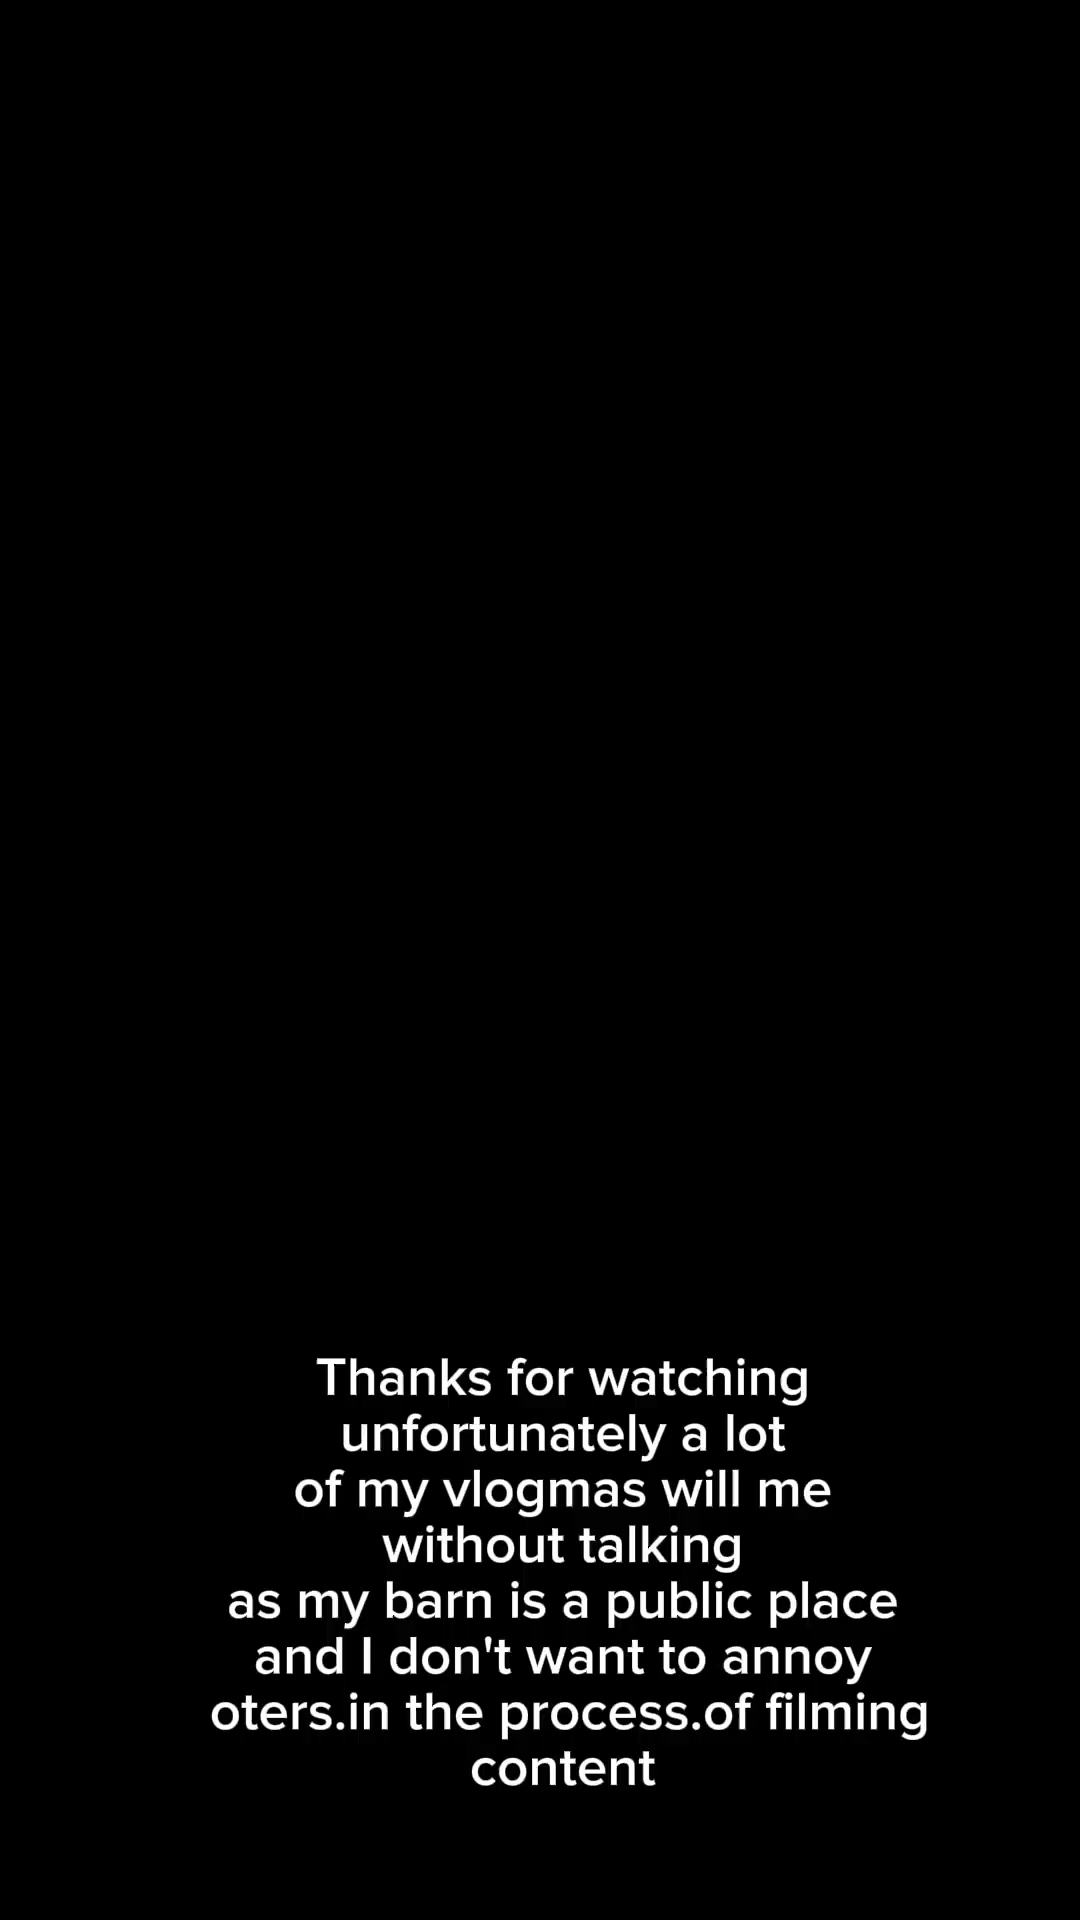 Thanks for watching
unfortunately a lot
of my vlogmas will me
without talking
as my barn is a public place
and I don't want to annoy
oters.in the process.of filming
content